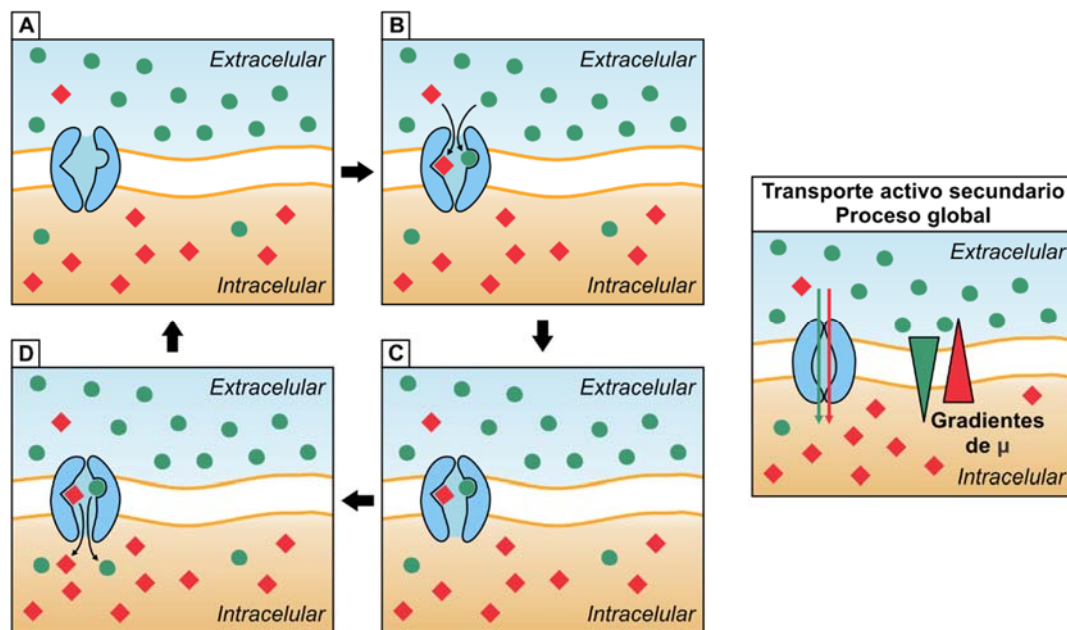 A
Extracelular
Intracelular
B
Extracelular
Intracelular
D
Extracelular
Intracelular
C
Extracelular
Intracelular
Transporte activo secundario
Proceso global
Extracelular
Gradientes
de μ
Intracelular